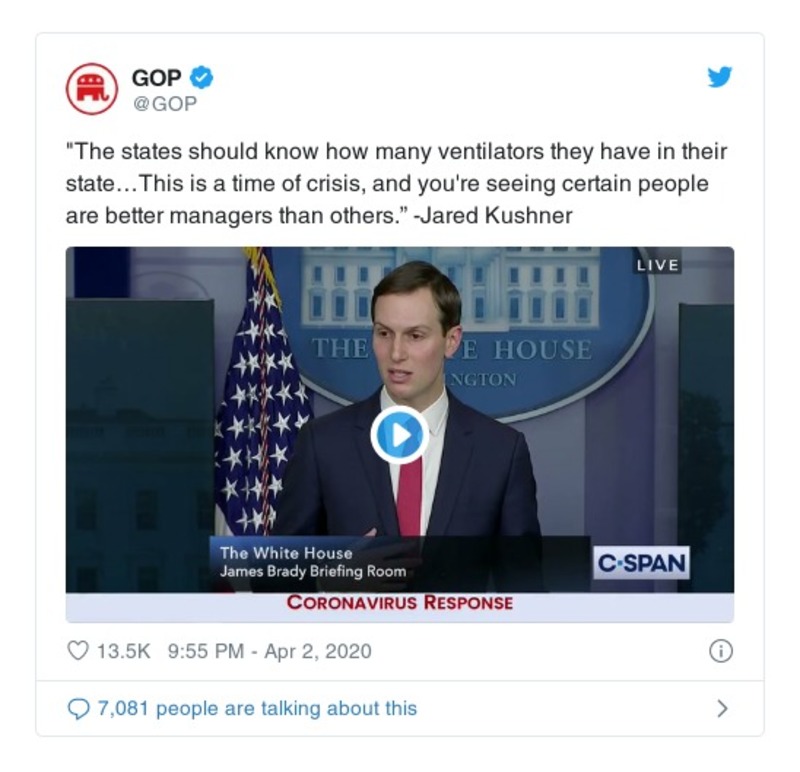 GOP
@GOP
"The states should know how many ventilators they have in their
state…This is a time of crisis, and you're seeing certain people
are better managers than others.” -Jared Kushner
LIVE
THE E HOUSE
NGTON
The White House
James Brady Briefing Room
C-SPAN
CORONAVIRUS RESPONSE
13.5K 9:55 PM - Apr 2, 2020
7,081 people are talking about this